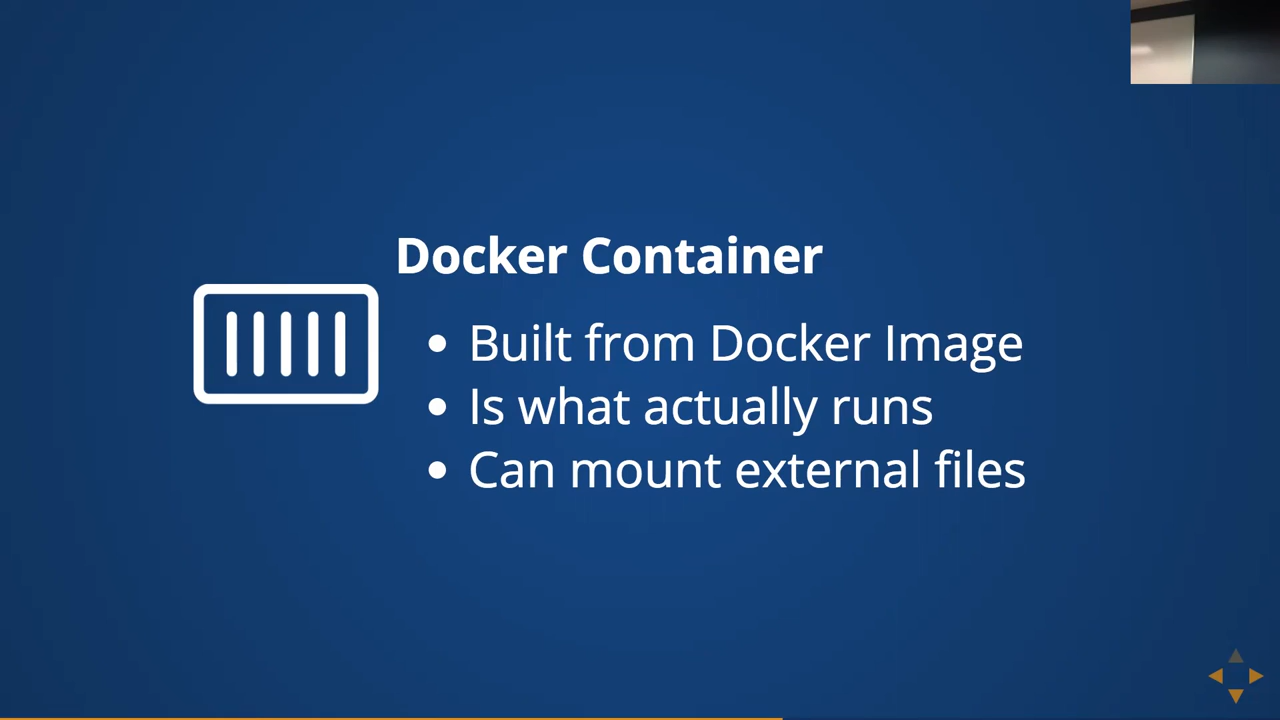 Docker Container
Built from Docker Image
Is what actually runs
Can mount external files